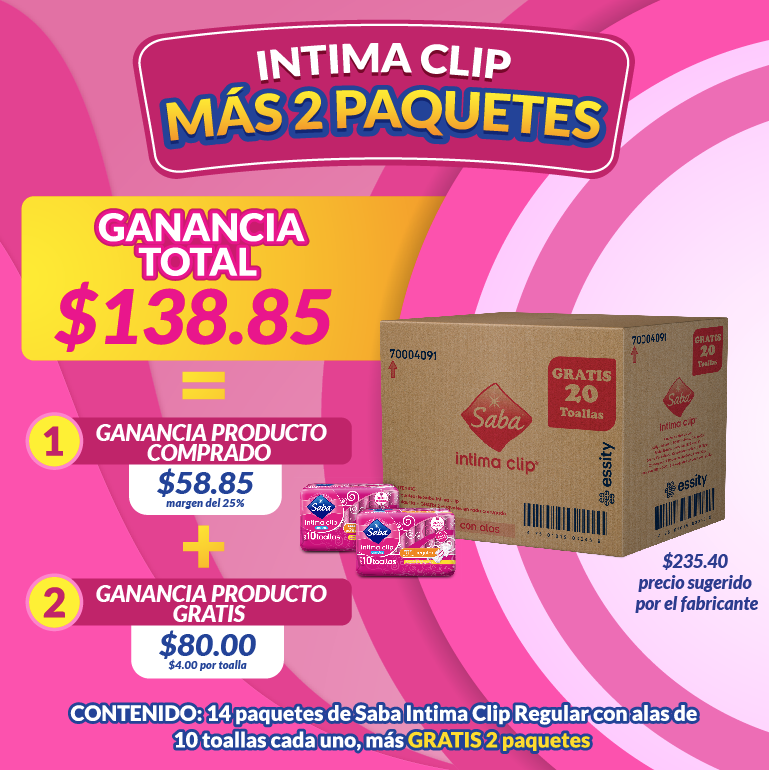 INTIMA CLIP
MÁS 2 PAQUETES
GANANCIA
TOTAL
$138.85
=
1
GANANCIA PRODUCTO
COMPRADO
$58.85
margen del 25%
+
2
GANANCIA PRODUCTO
GRATIS
$80.00
$4.00 por toalla
70004091
GRATIS
20
Toallas
Saba
intima clip
essity
con alas
70004091
GRATIS
20
Toallas
Saba
intima clip
essity
Saba
intima clip
10 toallas
Saba
intima clip
regular
10 toallas
$235.40
precio sugerido
por el fabricante
CONTENIDO: 14 paquetes de Saba Intima Clip Regular con alas de
10 toallas cada uno, más GRATIS 2 paquetes